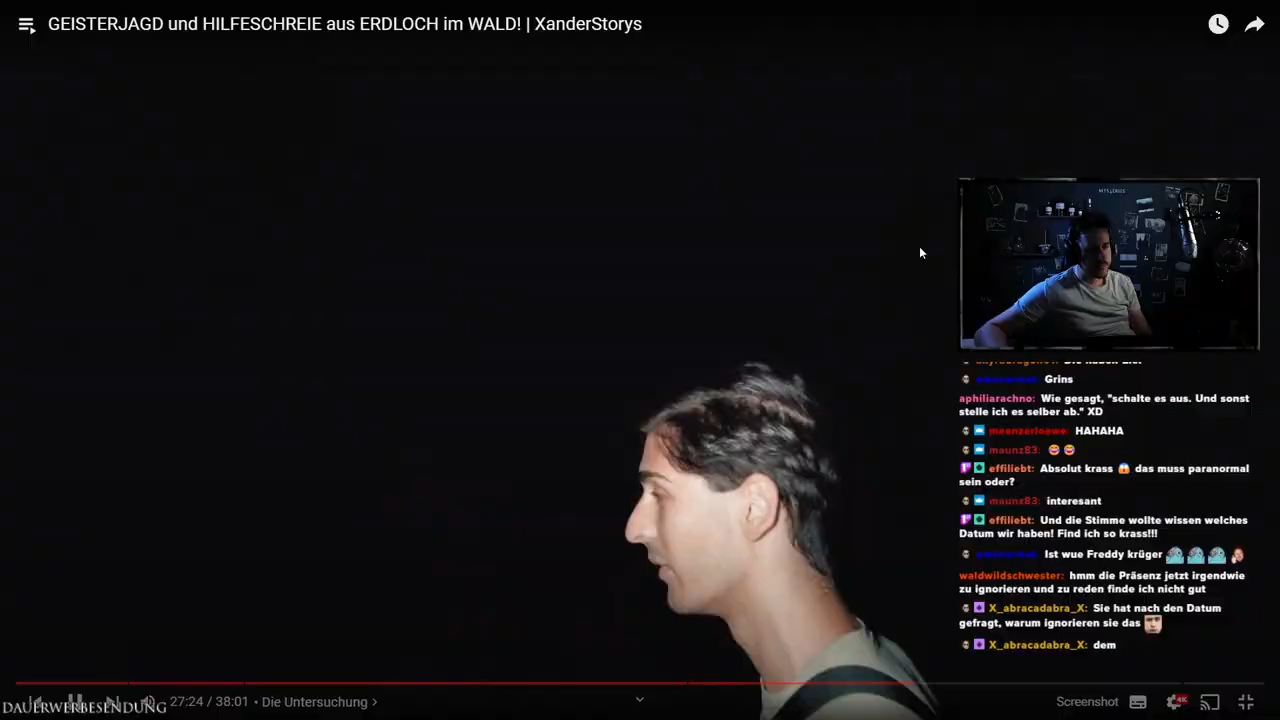 GEISTERJAGD und HILFESCHREIE aus ERDLOCH im WALD! | XanderStorys
Grins
aphiliarachno: Wie gesagt, "schalte es aus. Und sonst
stelle ich es selber ab." XD
meenzerloewe: HAHAHA
maunz83:
effiliebt: Absolut krass das muss paranormal
sein oder?
maunz83: interesant
effiliebt: Und die Stimme wollte wissen welches
Datum wir haben! Find ich so krass!!!
Ist wue Freddy krüger
waldwildschwester: hmm die Präsenz jetzt irgendwie
zu ignorieren und zu reden finde ich nicht gut
X_abracadabra_X: Sie hat nach den Datum
gefragt, warum ignorieren sie das
X_abracadabra_X: dem
27:24 / 38:01 • Die Untersuchung >
Screenshot
4K
DAUERWERBESENDUNG